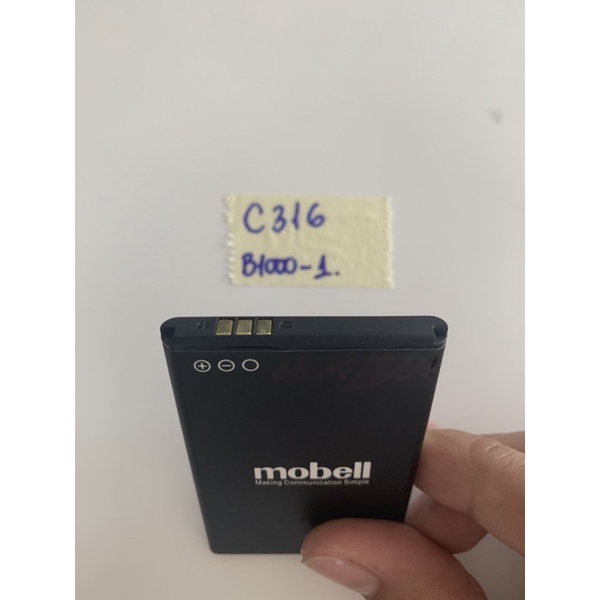 C316
B1000-1.
mobell
Making Communication Simple